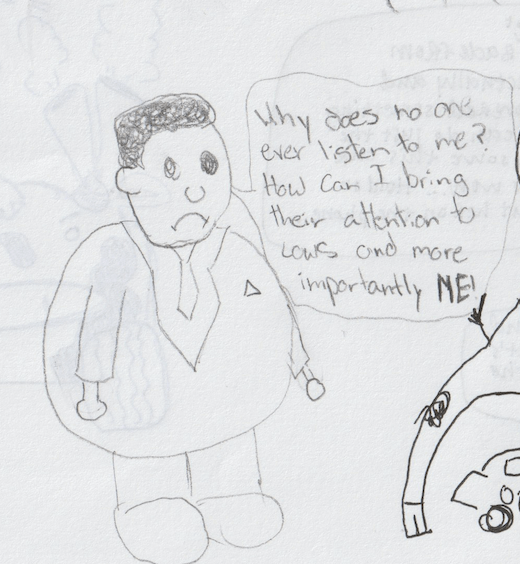 Why does no one
ever listen to me?
How can I bring
their attention to
Laws and more
importantly ME!